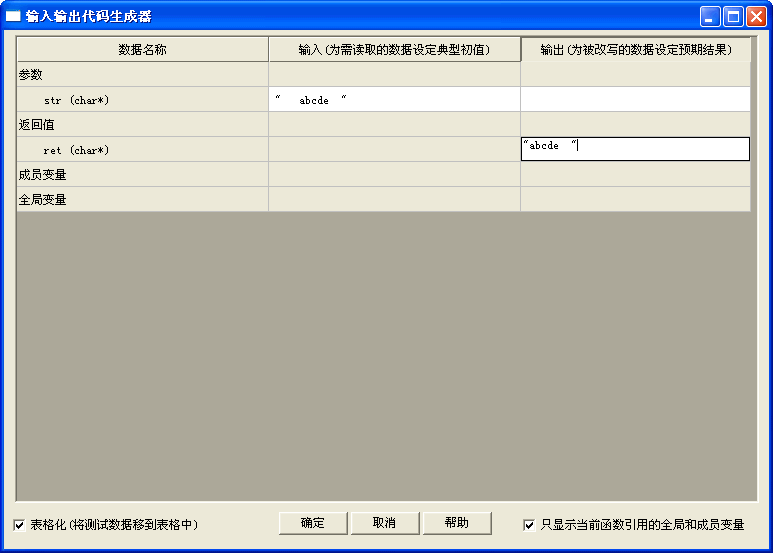 输入输出代码生成器
数据名称 输入(为需读取的数据设定典型初值) 输出(为被改写的数据设定预期结果)
参数
str (char*) "   abcde  "
返回值
ret (char*) "abcde  "
成员变量
全局变量
表格化(将测试数据移到表格中) 确定 取消 帮助 只显示当前函数引用的全局和成员变量